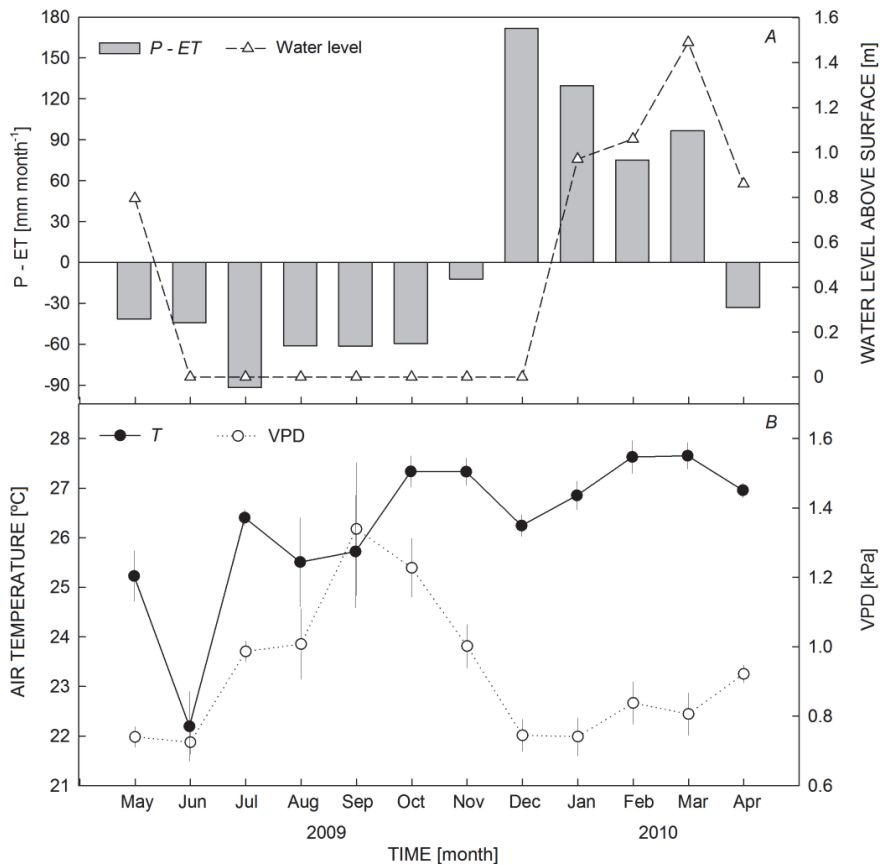 A
P - ET
Water level
180
150
120
90
60
30
0
-30
-60
-90
P - ET [mm month-1]
1.6
1.4
1.2
1.0
0.8
0.6
0.4
0.2
0
WATER LEVEL ABOVE SURFACE [m]
B
T
VPD
28
27
26
25
24
23
22
21
AIR TEMPERATURE [ºC]
1.6
1.4
1.2
1.0
0.8
0.6
VPD [kPa]
May Jun Jul Aug Sep Oct Nov Dec Jan Feb Mar Apr
2009 2010
TIME [month]